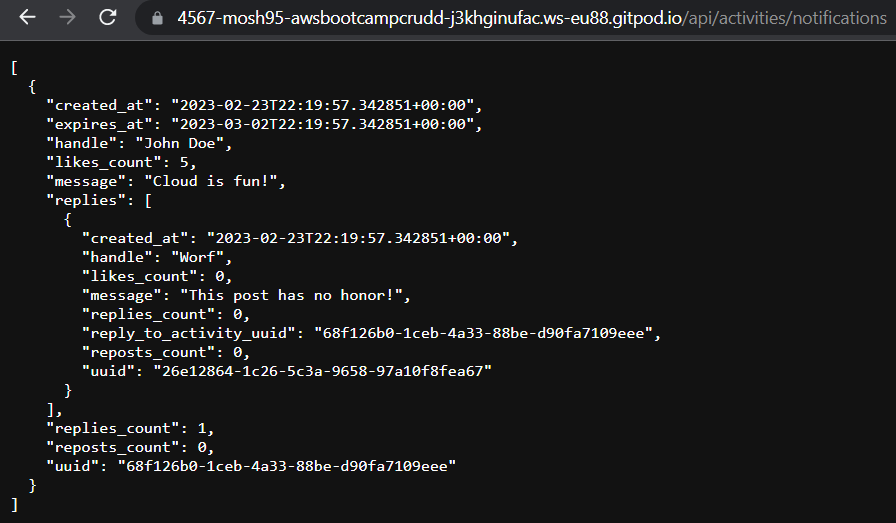 4567-mosh95-awsbootcampcrudd-j3khginufac.ws-eu88.gitpod.io/api/activities/notifications
[
  {
    "created_at": "2023-02-23T22:19:57.342851+00:00",
    "expires_at": "2023-03-02T22:19:57.342851+00:00",
    "handle": "John Doe",
    "likes_count": 5,
    "message": "Cloud is fun!",
    "replies": [
      {
        "created_at": "2023-02-23T22:19:57.342851+00:00",
        "handle": "Worf",
        "likes_count": 0,
        "message": "This post has no honor!",
        "replies_count": 0,
        "reply_to_activity_uuid": "68f126b0-1ceb-4a33-88be-d90fa7109eee",
        "reposts_count": 0,
        "uuid": "26e12864-1c26-5c3a-9658-97a10f8fea67"
      }
    ],
    "replies_count": 1,
    "reposts_count": 0,
    "uuid": "68f126b0-1ceb-4a33-88be-d90fa7109eee"
  }
]